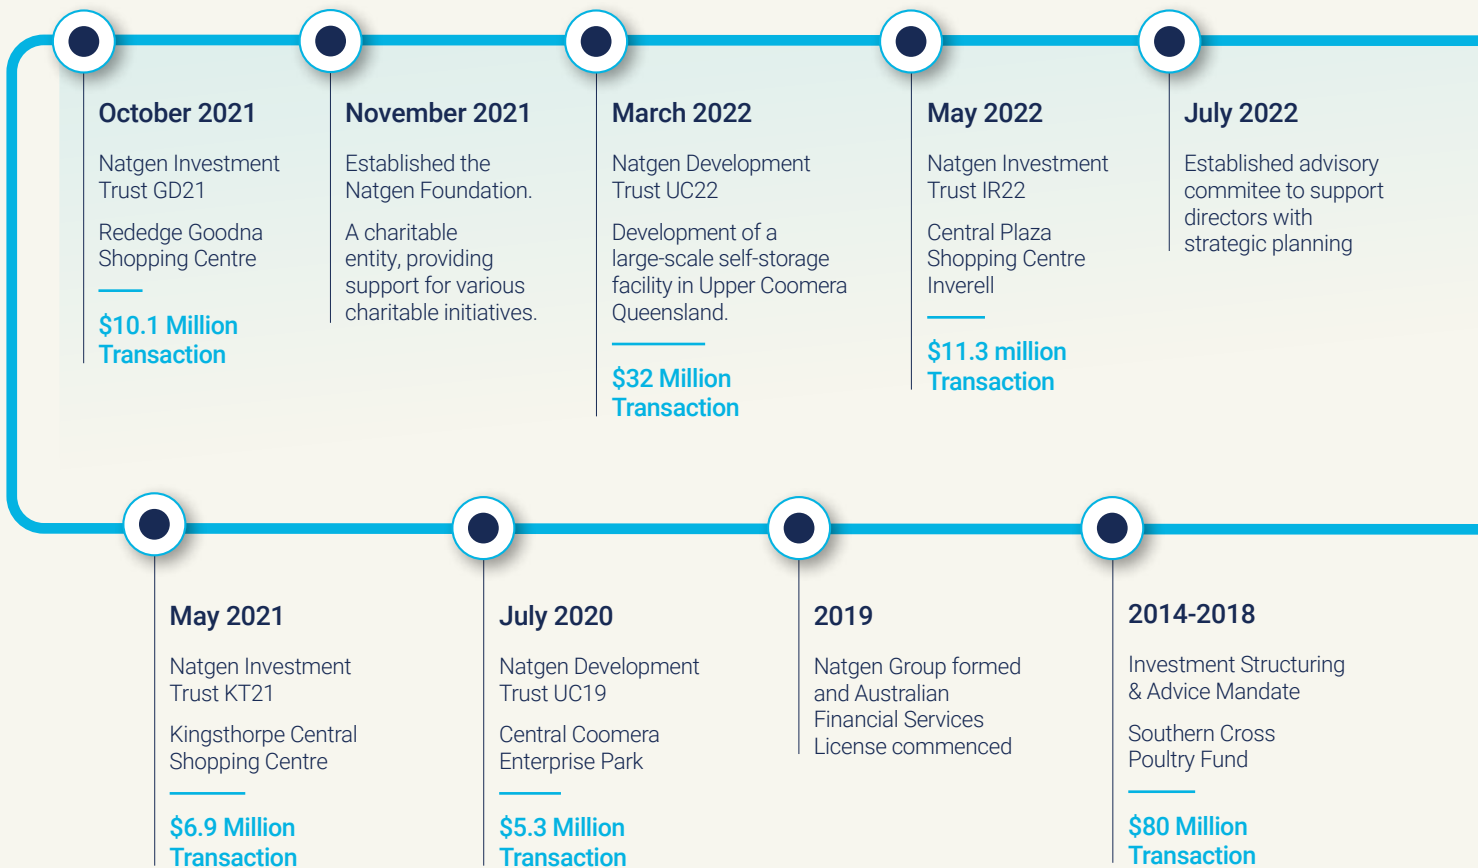 October 2021
Natgen Investment
Trust GD21
Rededge Goodna
Shopping Centre
$10.1 Million
Transaction
November 2021
Established the
Natgen Foundation.
A charitable
entity, providing
support for various
charitable initiatives.
March 2022
Natgen Development
Trust UC22
Development of a
large-scale self-storage
facility in Upper Coomera
Queensland.
$32 Million
Transaction
May 2022
Natgen Investment
Trust IR22
Central Plaza
Shopping Centre
Inverell
$11.3 million
Transaction
July 2022
Established advisory
commitee to support
directors with
strategic planning
May 2021
Natgen Investment
Trust KT21
Kingsthorpe Central
Shopping Centre
$6.9 Million
Transaction
July 2020
Natgen Development
Trust UC19
Central Coomera
Enterprise Park
$5.3 Million
Transaction
2019
Natgen Group formed
and Australian
Financial Services
License commenced
2014-2018
Investment Structuring
& Advice Mandate
Southern Cross
Poultry Fund
$80 Million
Transaction